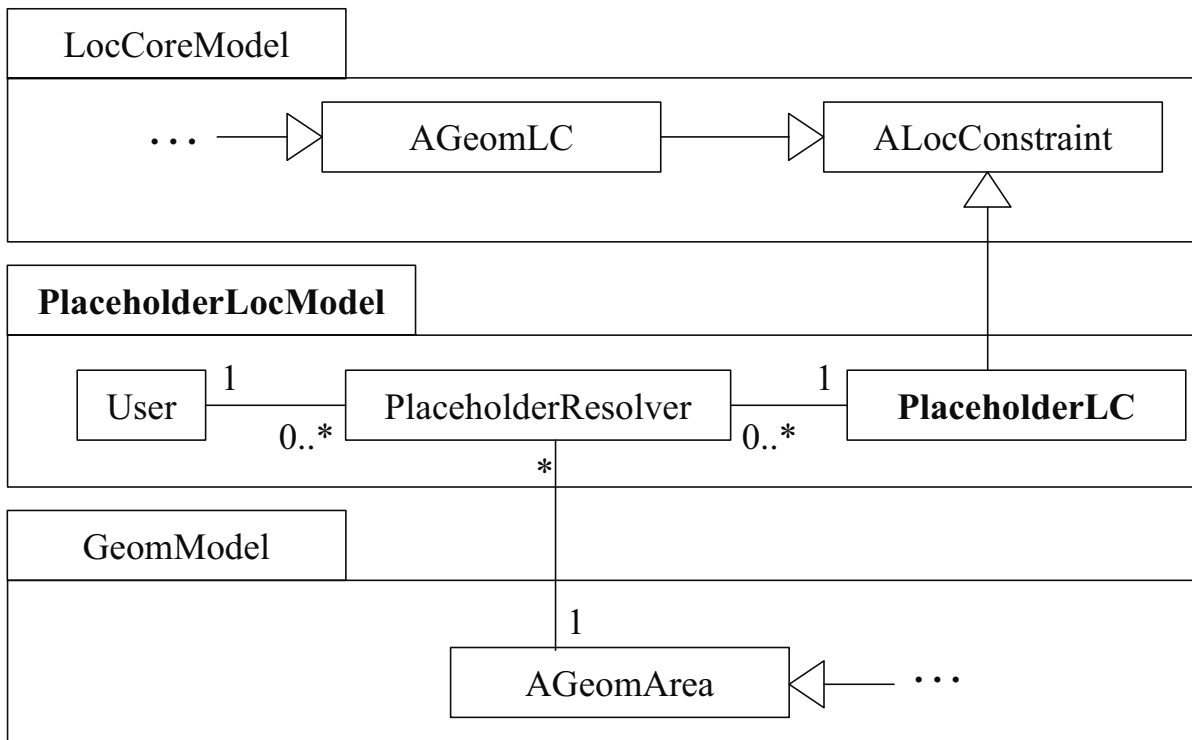 LocCoreModel
... AGeomLC ALocConstraint
PlaceholderLocModel
User 1 0..* PlaceholderResolver 1 0..* PlaceholderLC
*
GeomModel
1
AGeomArea ...